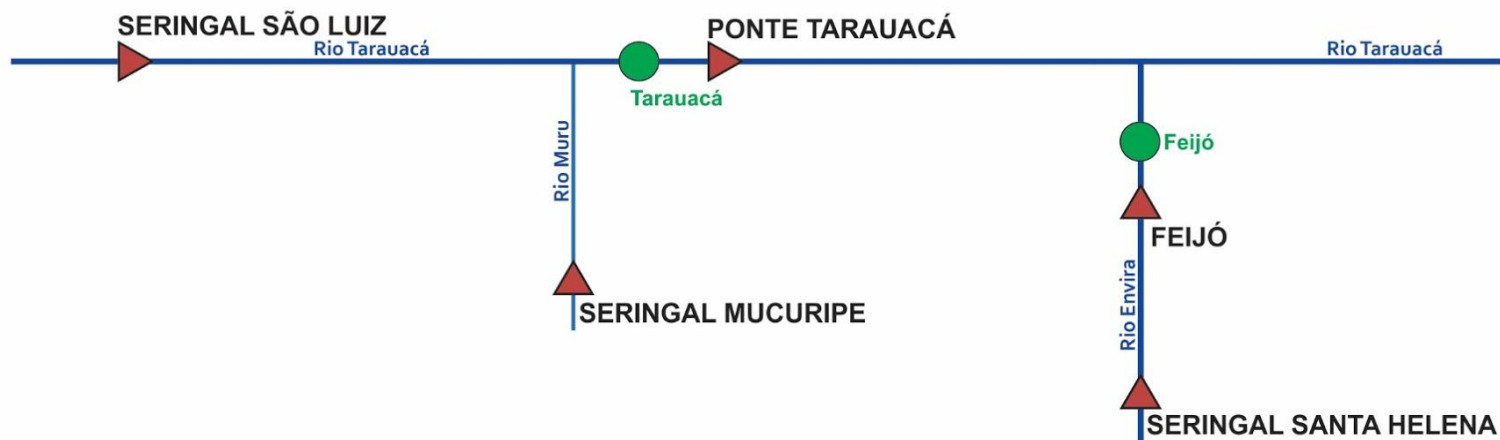 SERINGAL SÃO LUIZ
Rio Tarauacá
PONTE TARAUACÁ
Rio Tarauacá
Tarauacá
Rio Muru
Feijó
FEIJÓ
Rio Envira
SERINGAL MUCURIPE
SERINGAL SANTA HELENA